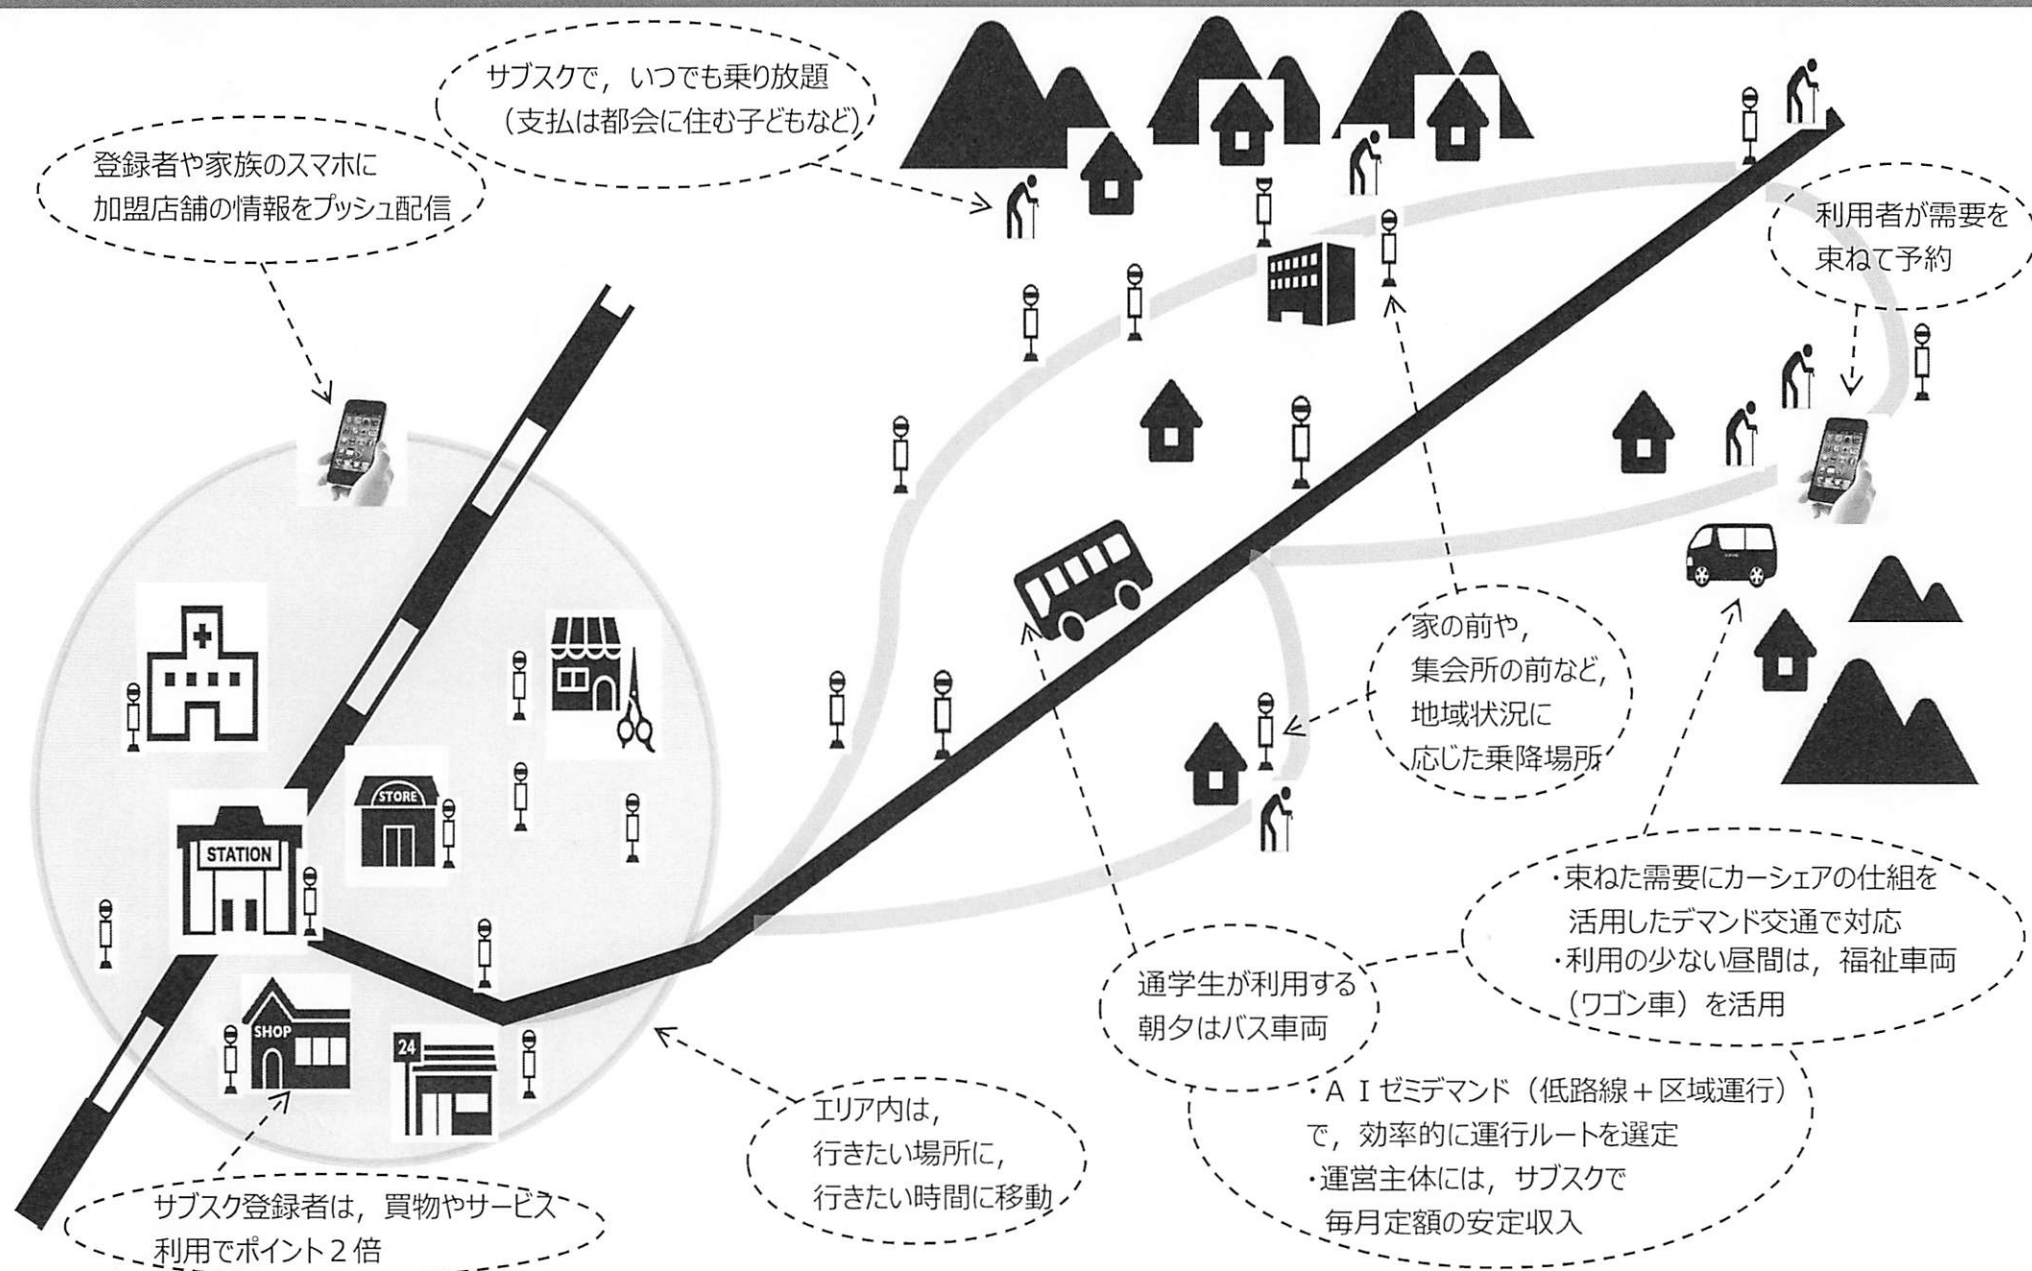 サブスクで，いつでも乗り放題
（支払は都会に住む子どもなど）
登録者や家族のスマホに
加盟店舗の情報をプッシュ配信
利用者が需要を
束ねて予約
家の前や，
集会所の前など，
地域状況に
応じた乗降場所
STORE
STATION
SHOP
24
・束ねた需要にカーシェアの仕組を
活用したデマンド交通で対応
・利用の少ない昼間は，福祉車両
（ワゴン車）を活用
通学生が利用する
朝夕はバス車両
エリア内は，
行きたい場所に，
行きたい時間に移動
・ＡＩゼミデマンド（低路線＋区域運行）
で，効率的に運行ルートを選定
・運営主体には，サブスクで
毎月定額の安定収入
サブスク登録者は，買物やサービス
利用でポイント２倍